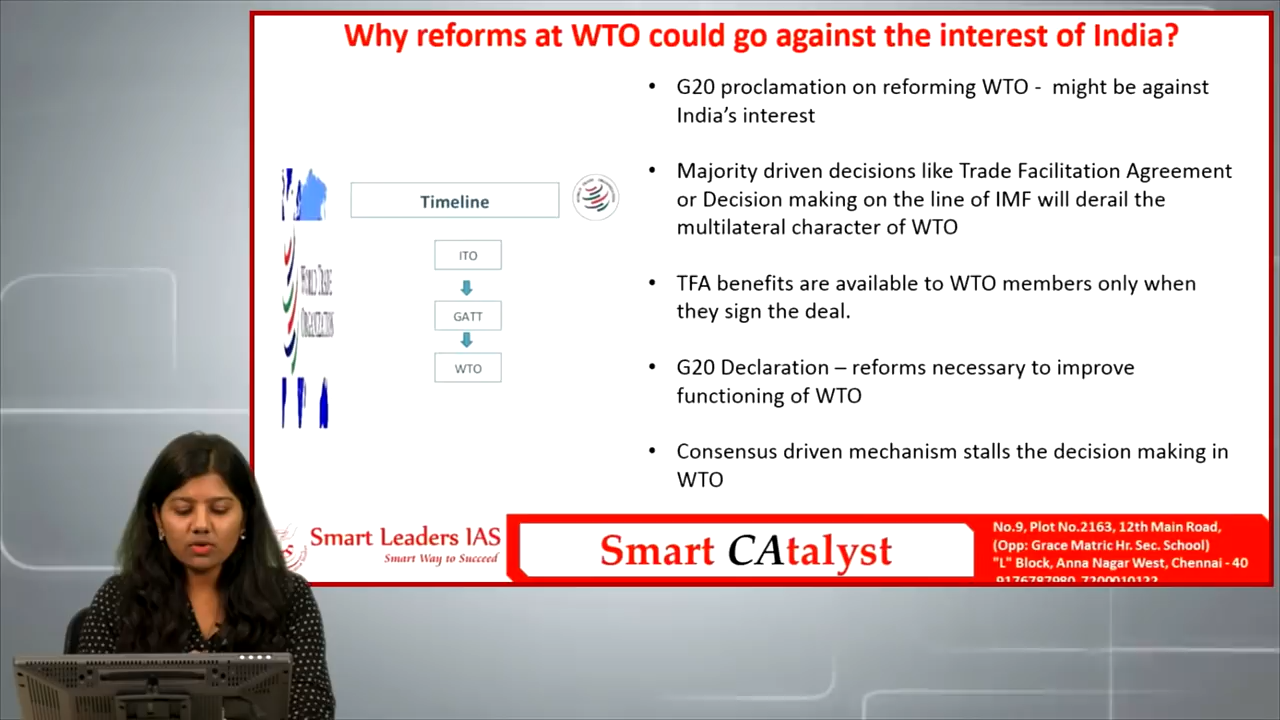 Why reforms at WTO could go against the interest of India?
• G20 proclamation on reforming WTO - might be against
India's interest
• Majority driven decisions like Trade Facilitation Agreement
or Decision making on the line of IMF will derail the
multilateral character of WTO
• TFA benefits are available to WTO members only when
they sign the deal.
• G20 Declaration – reforms necessary to improve
functioning of WTO
• Consensus driven mechanism stalls the decision making in
WTO
Timeline
ITO
GATT
WTO
WORLD TRADE
ORGANIZATION
Smart Leaders IAS
Smart Way to Succeed
Smart CAtalyst
No.9, Plot No.2163, 12th Main Road,
(Opp: Grace Matric Hr. Sec. School)
"L" Block, Anna Nagar West, Chennai - 40
9176787980, 7200010122